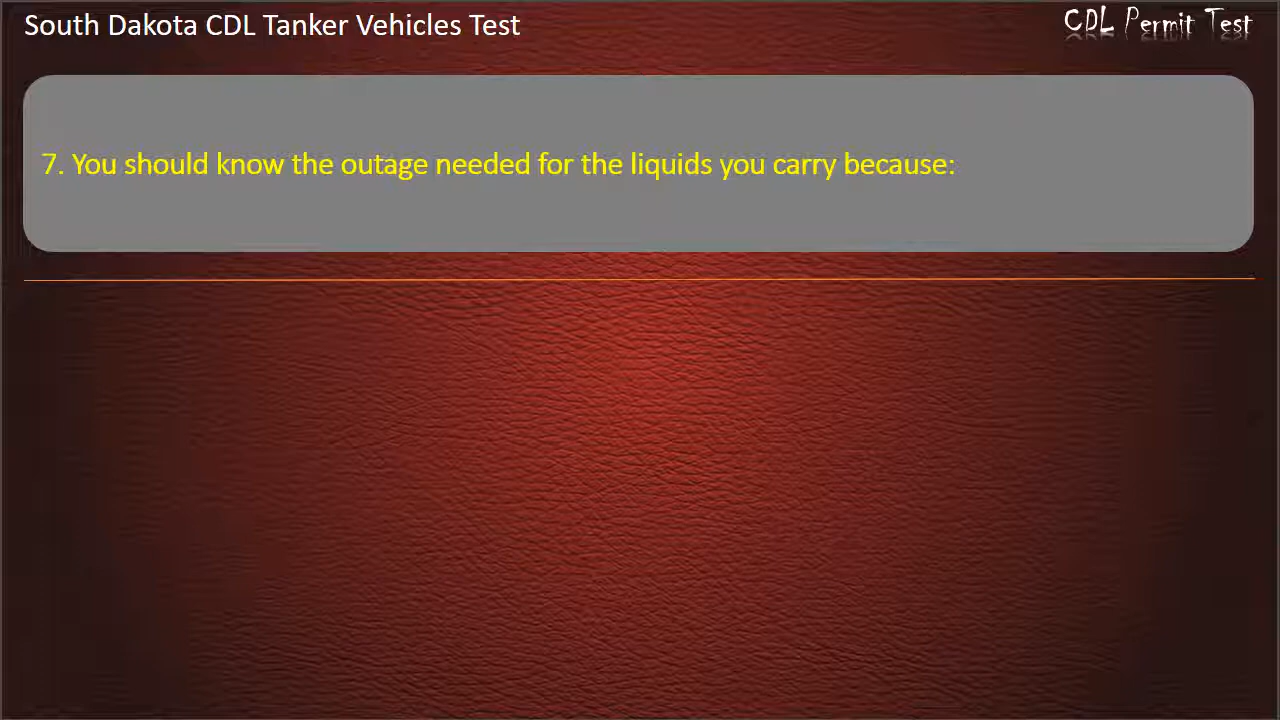 South Dakota CDL Tanker Vehicles Test
CDL Permit Test
7. You should know the outage needed for the liquids you carry because: